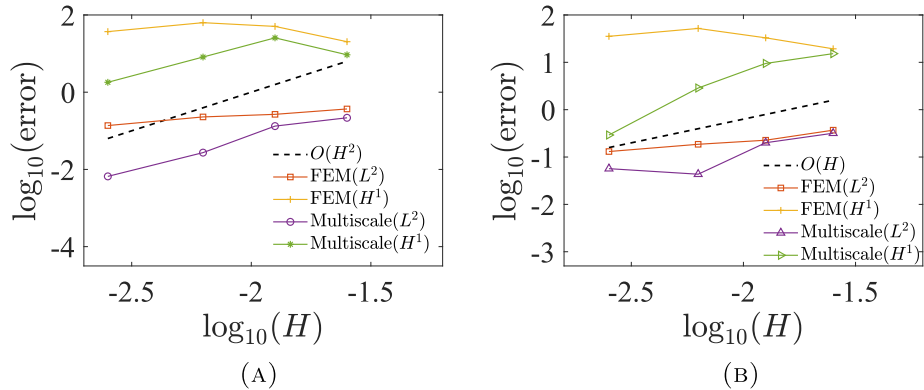 2
0
-2
-4
log₁₀(error)
-2.5
-2
-1.5
log₁₀(H)
O(H²)
FEM(L²)
FEM(H¹)
Multiscale(L²)
Multiscale(H¹)
(A)
2
1
0
-1
-2
-3
log₁₀(error)
-2.5
-2
-1.5
log₁₀(H)
O(H)
FEM(L²)
FEM(H¹)
Multiscale(L²)
Multiscale(H¹)
(B)